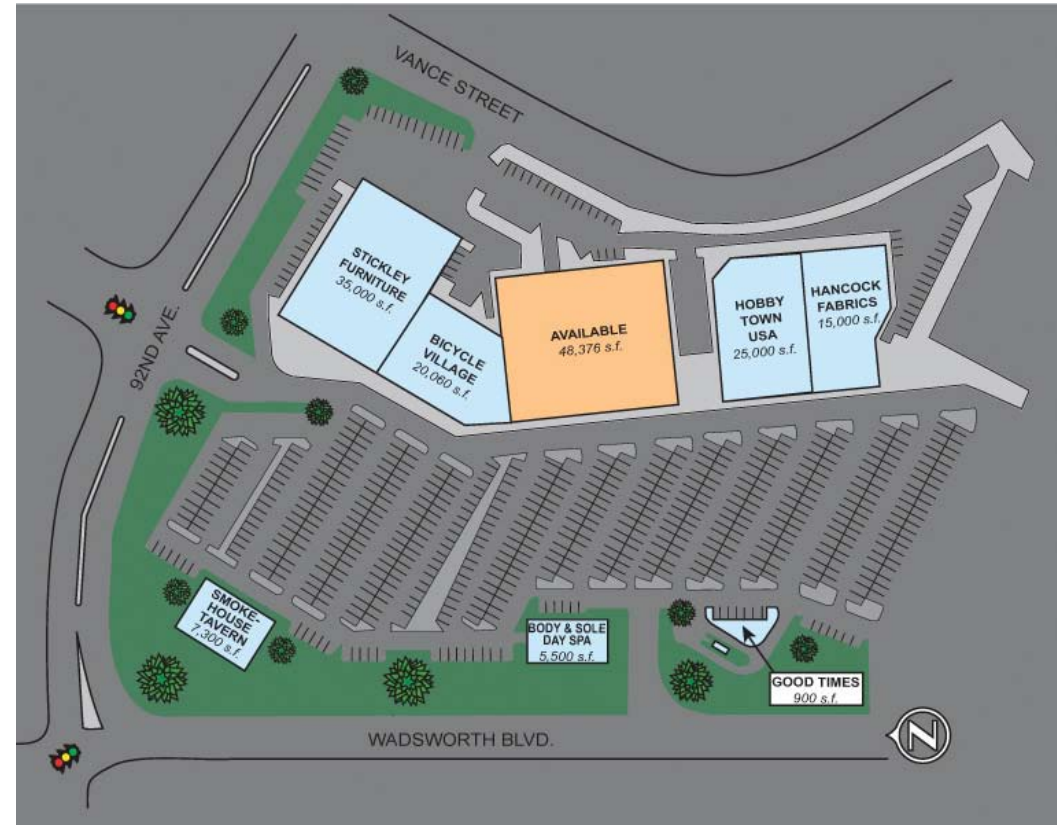 VANCE STREET
92ND AVE.
STICKLEY
FURNITURE
35,000 s.f.
BICYCLE
VILLAGE
20,060 s.f.
AVAILABLE
48,376 s.f.
HOBBY
TOWN
USA
25,000 s.f.
HANCOCK
FABRICS
15,000 s.f.
SMOKE-
HOUSE
TAVERN
7,300 s.f.
BODY & SOLE
DAY SPA
5,500 s.f.
GOOD TIMES
900 s.f.
WADSWORTH BLVD.
N